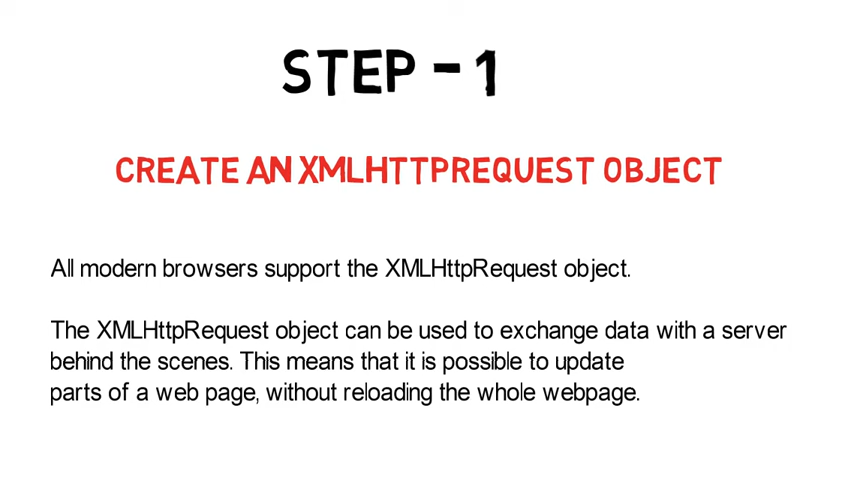 STEP - 1
CREATE AN XMLHTTPREQUEST OBJECT
All modern browsers support the XMLHttpRequest object.
The XMLHttpRequest object can be used to exchange data with a server
behind the scenes. This means that it is possible to update
parts of a web page, without reloading the whole webpage.